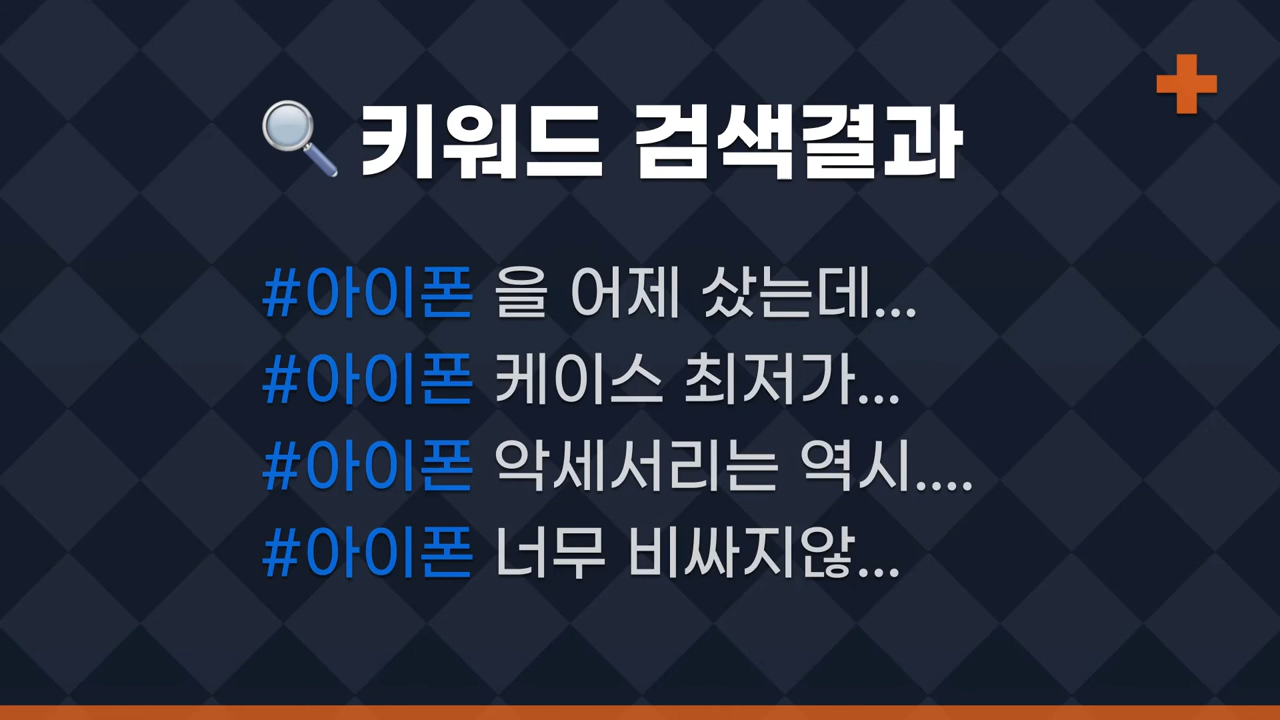 키워드 검색결과
#아이폰 을 어제 샀는데...
#아이폰 케이스 최저가...
#아이폰 악세서리는 역시....
#아이폰 너무 비싸지않...